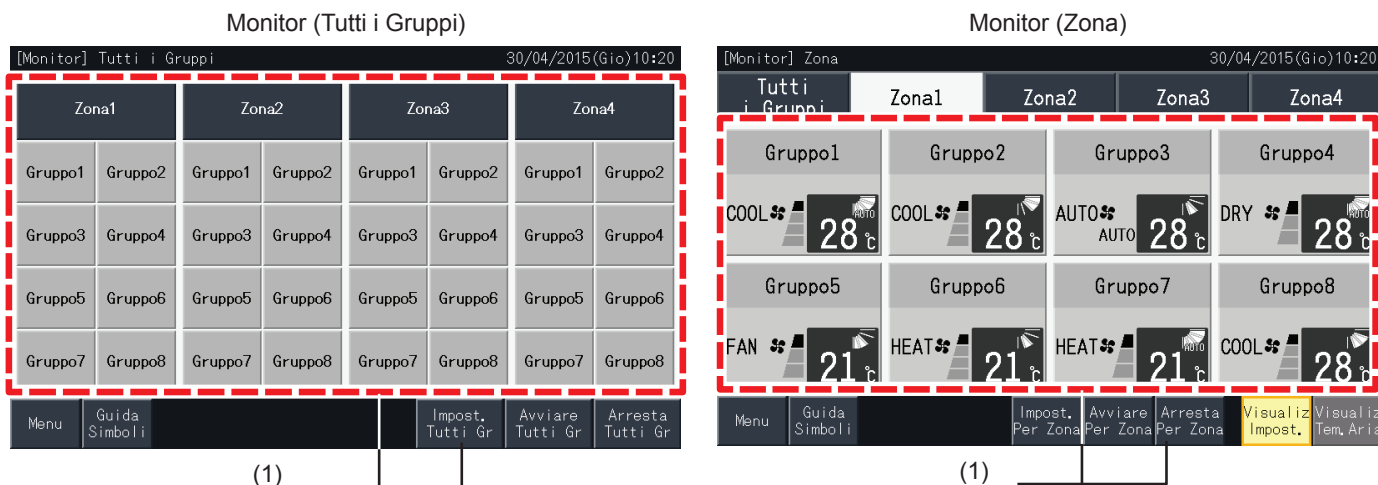 Monitor (Tutti i Gruppi)
[Monitor] Tutti i Gruppi 30/04/2015(Gio)10:20
Zona1 Zona2 Zona3 Zona4
Gruppo1 Gruppo2 Gruppo1 Gruppo2 Gruppo1 Gruppo2 Gruppo1 Gruppo2
Gruppo3 Gruppo4 Gruppo3 Gruppo4 Gruppo3 Gruppo4 Gruppo3 Gruppo4
Gruppo5 Gruppo6 Gruppo5 Gruppo6 Gruppo5 Gruppo6 Gruppo5 Gruppo6
Gruppo7 Gruppo8 Gruppo7 Gruppo8 Gruppo7 Gruppo8 Gruppo7 Gruppo8
Menu Guida Simboli Impost. Tutti Gr Avviare Tutti Gr Arresta Tutti Gr
(1)
Monitor (Zona)
[Monitor] Zona 30/04/2015(Gio)10:20
Tutti i Gruppi Zona1 Zona2 Zona3 Zona4
Gruppo1 Gruppo2 Gruppo3 Gruppo4
COOL AUTO 28°C COOL 28°C AUTO AUTO 28°C DRY AUTO 28°C
Gruppo5 Gruppo6 Gruppo7 Gruppo8
FAN 21°C HEAT 21°C HEAT AUTO 21°C COOL 28°C
Menu Guida Simboli Impost. Per Zona Avviare Per Zona Arresta Per Zona Visualiz Impost. Visualiz Tem.Aria
(1)